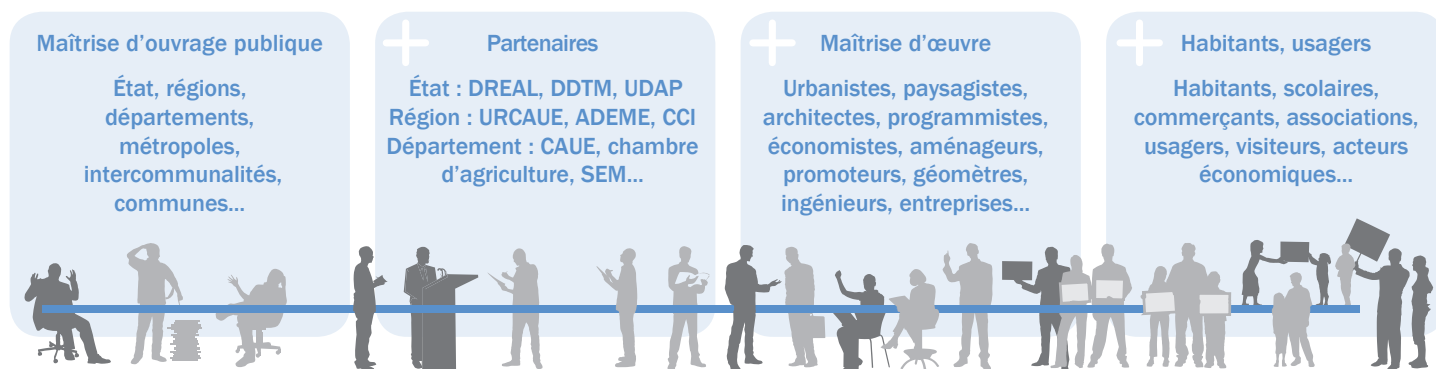 Maîtrise d'ouvrage publique
État, régions,
départements,
métropoles,
intercommunalités,
communes...
Partenaires
État : DREAL, DDTM, UDAP
Région : URCAUE, ADEME, CCI
Département : CAUE, chambre
d'agriculture, SEM...
Maîtrise d'œuvre
Urbanistes, paysagistes,
architectes, programmistes,
économistes, aménageurs,
promoteurs, géomètres,
ingénieurs, entreprises...
Habitants, usagers
Habitants, scolaires,
commerçants, associations,
usagers, visiteurs, acteurs
économiques...